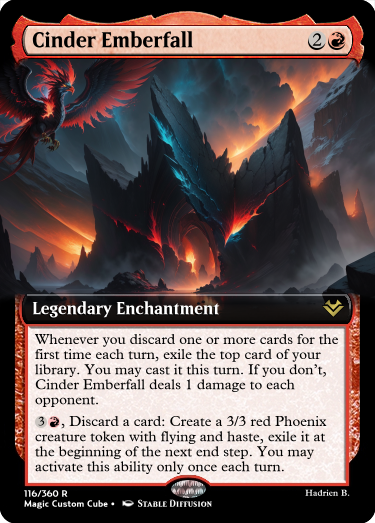 Cinder Emberfall 2
Legendary Enchantment
Whenever you discard one or more cards for the
first time each turn, exile the top card of your
library. You may cast it this turn. If you don't,
Cinder Emberfall deals 1 damage to each
opponent.
3, Discard a card: Create a 3/3 red Phoenix
creature token with flying and haste, exile it at
the beginning of the next end step. You may
activate this ability only once each turn.
116/360 R
Hadrien B.
Magic Custom Cube • Stable Diffusion